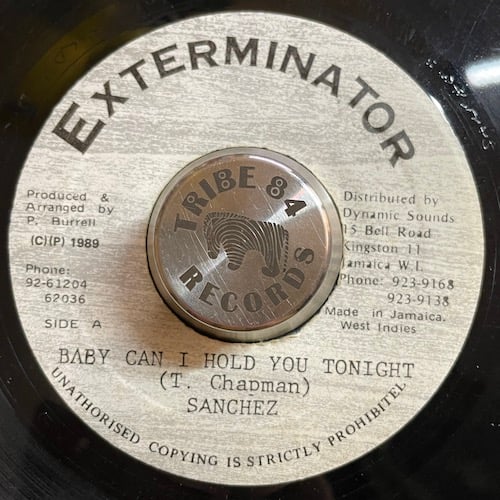 EXTERMINATOR
Produced &
Arranged by
P. Burrell
(C)(P) 1989
Phone:
92-61204
62036
SIDE A
TRIBE 84
RECORDS
Distributed by
Dynamic Sounds
15 Bell Road
Kingston 11
Jamaica W.I.
Phone: 923-9168
923-9138
Made in Jamaica.
West Indies
BABY CAN I HOLD YOU TONIGHT
(T. Chapman)
SANCHEZ
UNATHORISED COPYING IS STRICTLY PROHIBITEL